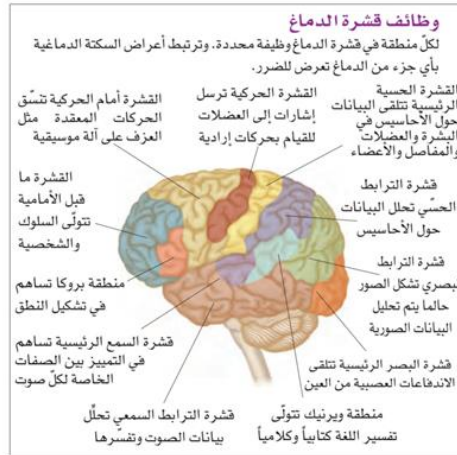 وظائف قشرة الدماغ
لكلّ منطقة في قشرة الدماغ وظيفة محددة. وترتبط أعراض السكتة الدماغية
بأي جزء من الدماغ تعرض للضرر.
القشرة الحسية
الرئيسية تتلقى البيانات
حول الأحاسيس في
البشرة والعضلات
والمفاصل والأعضاء
القشرة الحركية ترسل
إشارات إلى العضلات
للقيام بحركات إرادية
القشرة أمام الحركية تنسّق
الحركات المعقدة مثل
العزف على آلة موسيقية
القشرة ما
قبل الأمامية
تتولّى السلوك
والشخصية
قشرة الترابط
الحسّي تحلل البيانات
حول الأحاسيس
منطقة بروكا تساهم
في تشكيل النطق
قشرة الترابط
البصري تشكل الصور
حالما يتم تحليل
البيانات الصورية
قشرة السمع الرئيسية تساهم
في التمييز بين الصفات
الخاصة لكلّ صوت
قشرة البصر الرئيسية تتلقى
الاندفاعات العصبية من العين
منطقة ويرنيك تتولّى
تفسير اللغة كتابياً وكلامياً
قشرة الترابط السمعي تحلّل
بيانات الصوت وتفسّرها